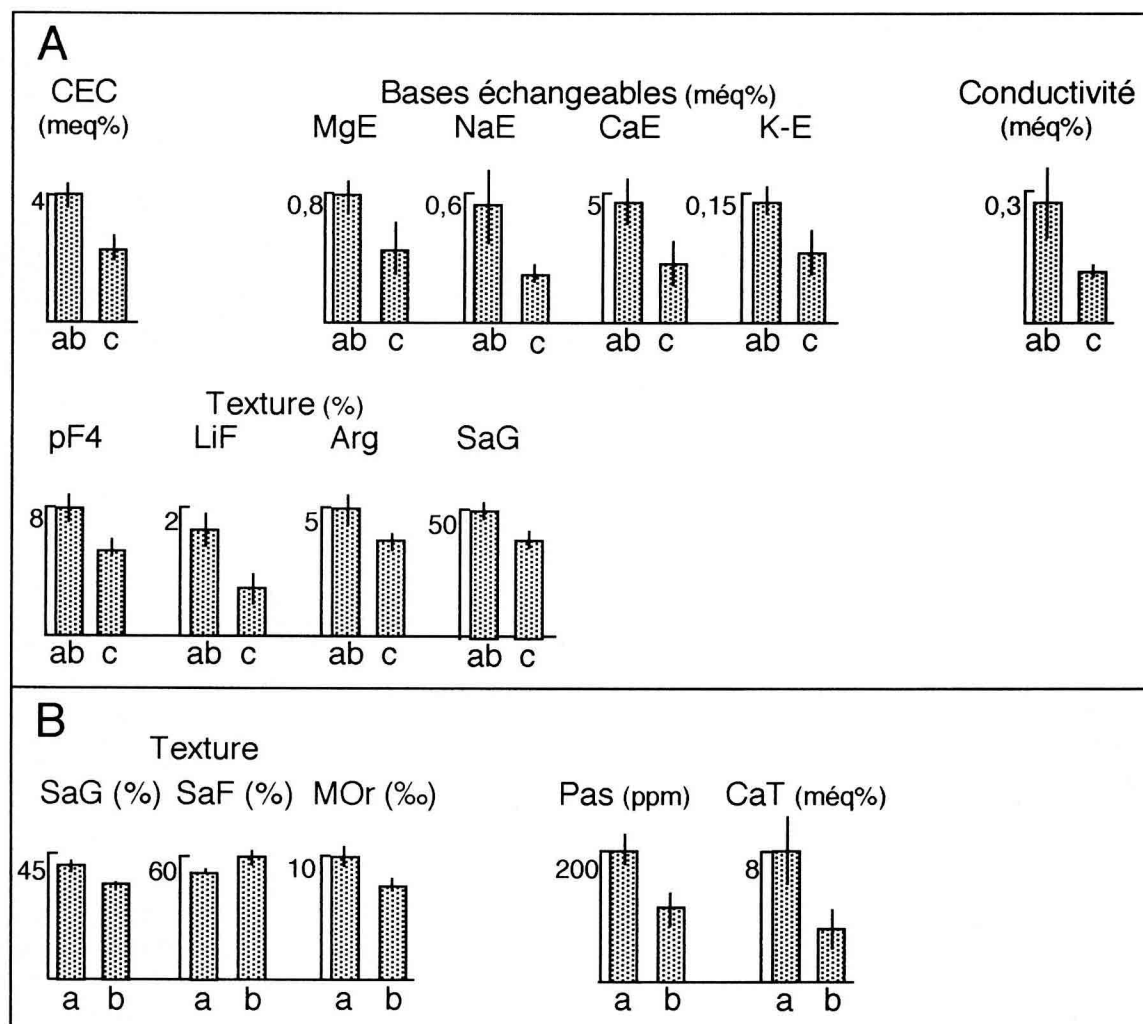 A
CEC
(meq%)
Bases échangeables (méq%)
MgE NaE CaE K-E
Conductivité
(méq%)
4 0,8 0,6 5 0,15 0,3
ab c ab c ab c ab c ab c ab c
Texture (%)
pF4 LiF Arg SaG
8 2 5 50
ab c ab c ab c ab c
B
Texture
SaG (%) SaF (%) MOr (‰) Pas (ppm) CaT (méq%)
45 60 10 200 8
a b a b a b a b a b